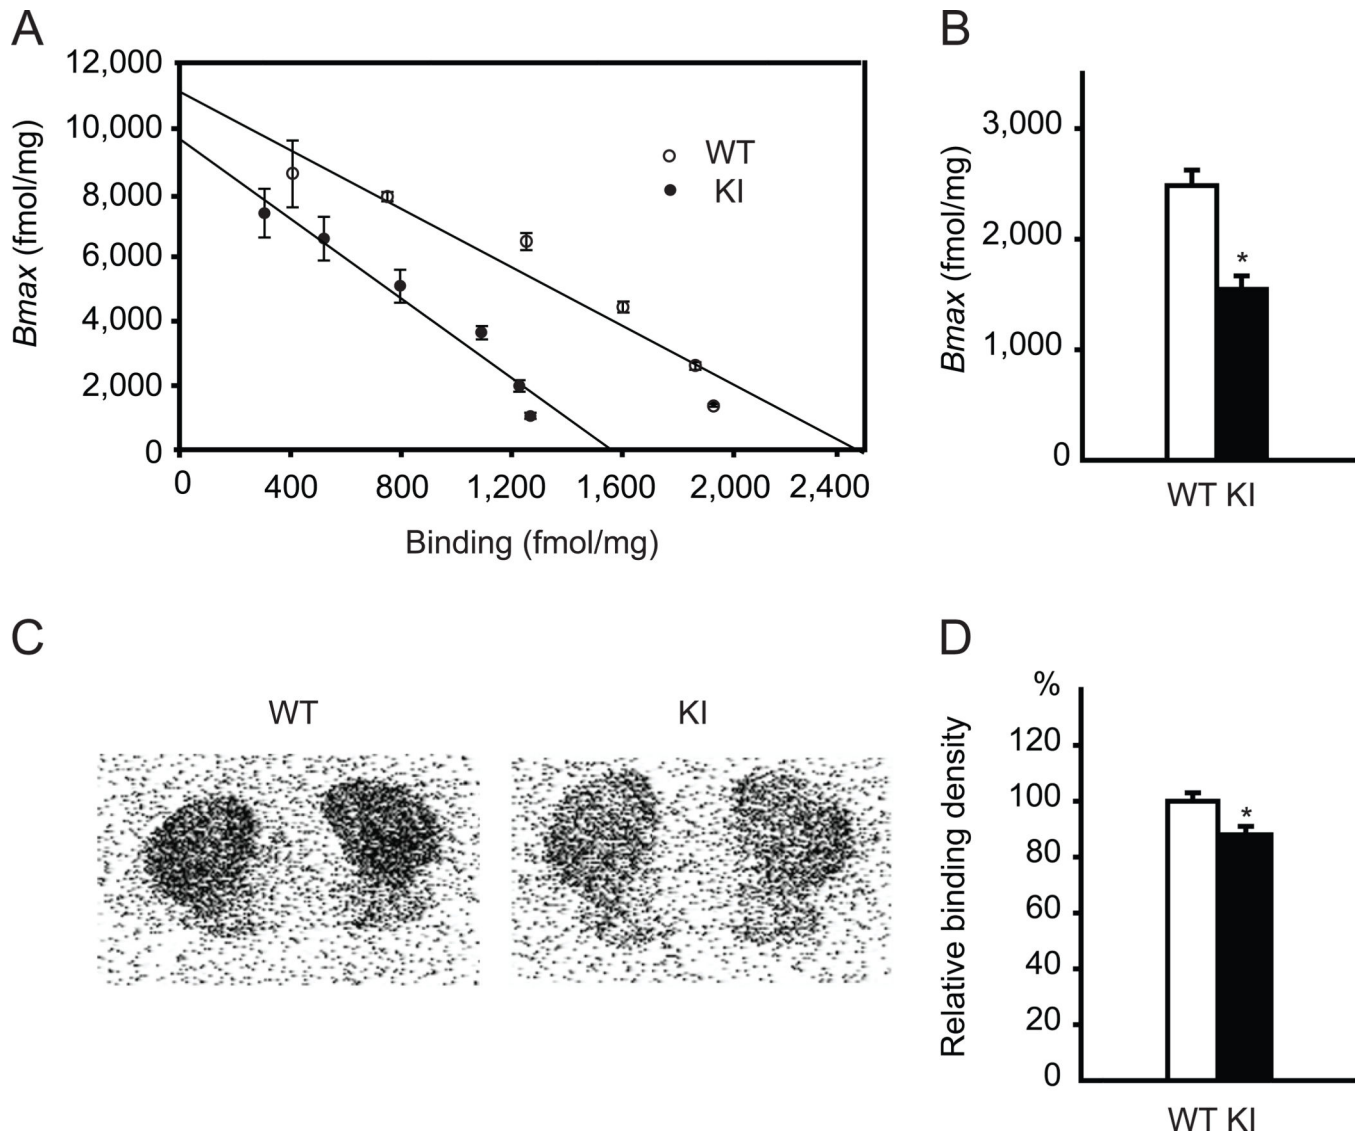 A
12,000
10,000
8,000
6,000
4,000
2,000
0
Bmax (fmol/mg)
WT
KI
0 400 800 1,200 1,600 2,000 2,400
Binding (fmol/mg)
B
3,000
2,000
1,000
0
Bmax (fmol/mg)
*
WT KI
C
WT KI
D
%
120
100
80
60
40
20
0
Relative binding density
*
WT KI